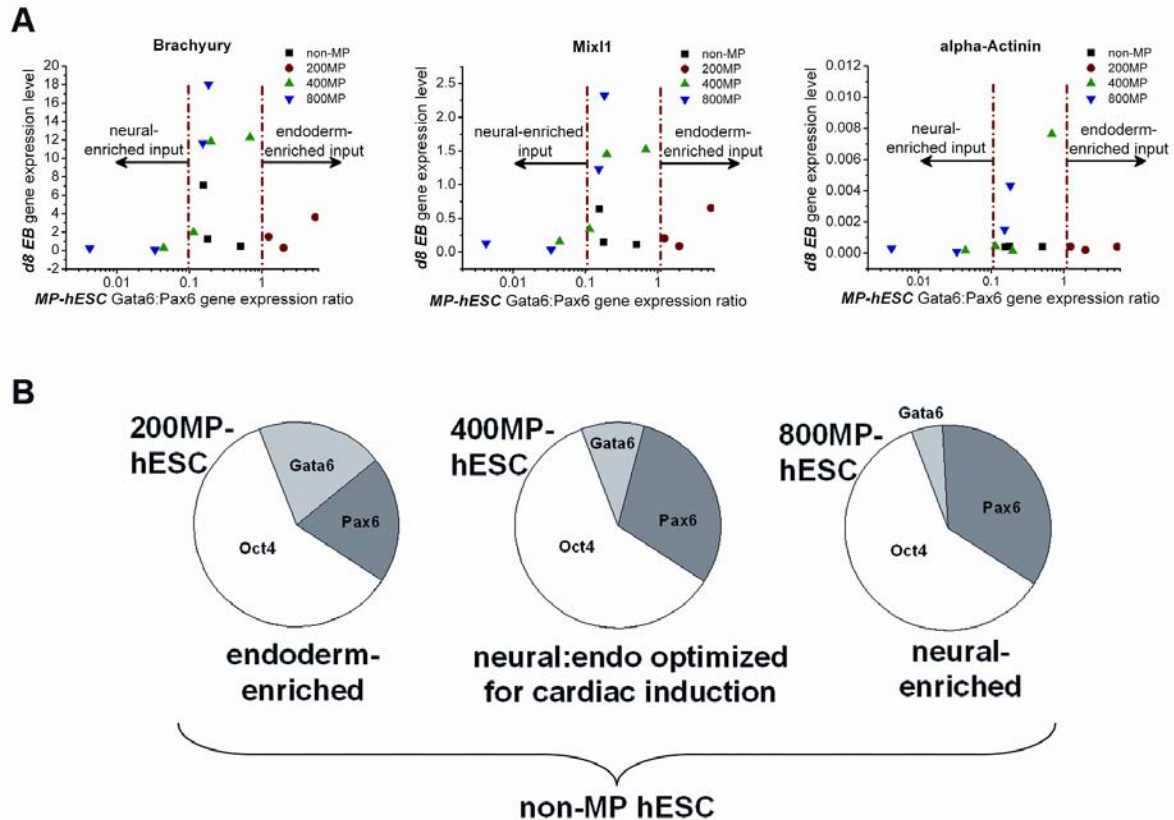 A
Brachyury
non-MP
200MP
400MP
800MP
20
18
16
14
12
10
8
6
4
2
0
-2
d8 EB gene expression level
neural-
enriched input
endoderm-
enriched input
0.01
0.1
1
MP-hESC Gata6:Pax6 gene expression ratio
Mixl1
non-MP
200MP
400MP
800MP
2.5
2.0
1.5
1.0
0.5
0.0
d8 EB gene expression level
neural-enriched
input
endoderm-
enriched input
0.01
0.1
1
MP-hESC Gata6:Pax6 gene expression ratio
alpha-Actinin
non-MP
200MP
400MP
800MP
0.012
0.010
0.008
0.006
0.004
0.002
0.000
d8 EB gene expression level
neural-
enriched input
endoderm-
enriched input
0.01
0.1
1
MP-hESC Gata6:Pax6 gene expression ratio
B
200MP-
hESC
Gata6
Pax6
Oct4
endoderm-
enriched
400MP-
hESC
Gata6
Pax6
Oct4
neural:endo optimized
for cardiac induction
800MP-
hESC
Gata6
Pax6
Oct4
neural-
enriched
non-MP hESC